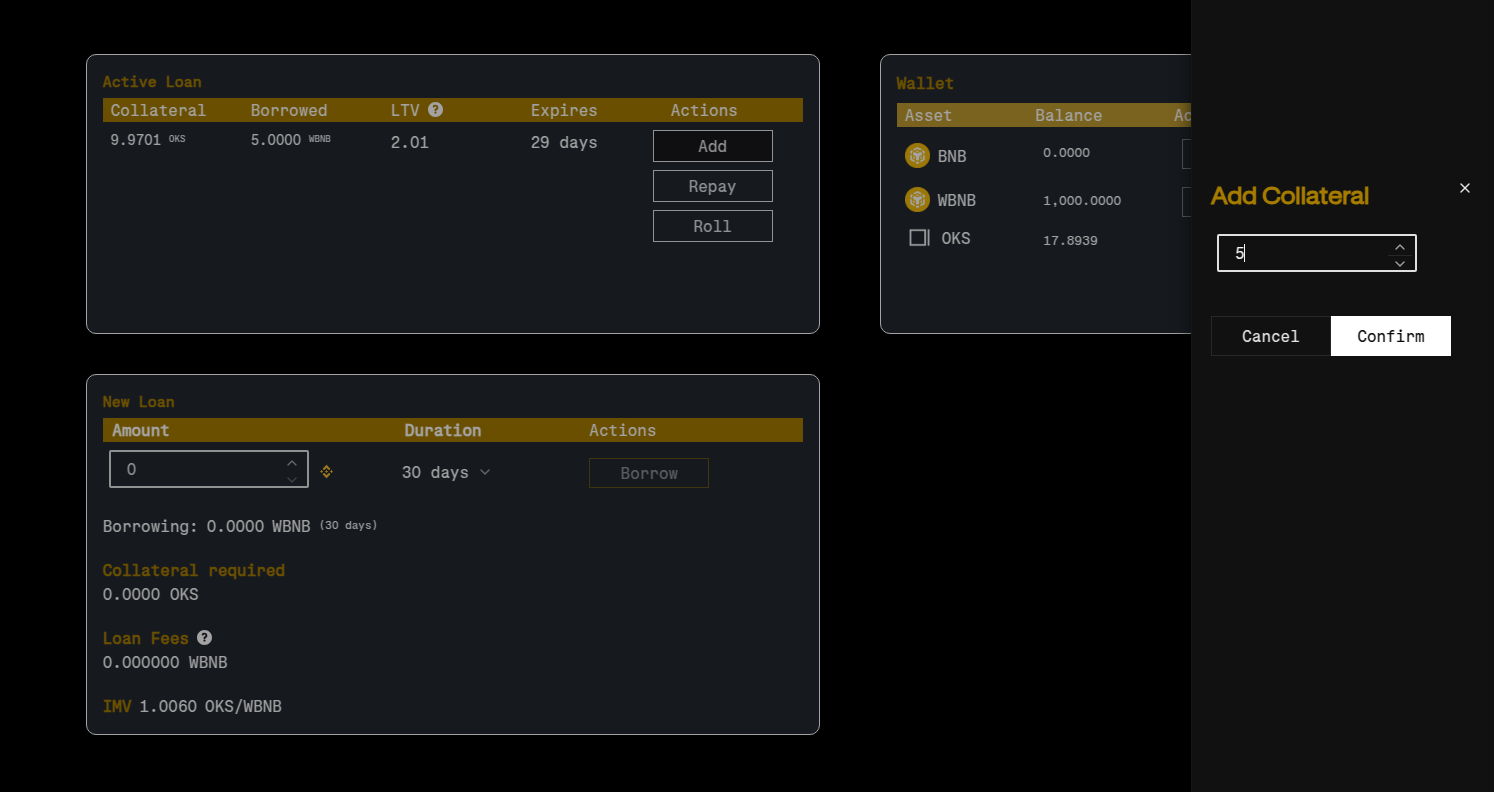 Active Loan
Collateral Borrowed LTV ? Expires Actions
9.9701 OKS 5.0000 WBNB 2.01 29 days Add
Repay
Roll
Wallet
Asset Balance Ac
BNB 0.0000
WBNB 1,000.0000
OKS 17.8939
Add Collateral ×
5
Cancel Confirm
New Loan
Amount Duration Actions
0 30 days Borrow
Borrowing: 0.0000 WBNB (30 days)
Collateral required
0.0000 OKS
Loan Fees ?
0.000000 WBNB
IMV 1.0060 OKS/WBNB